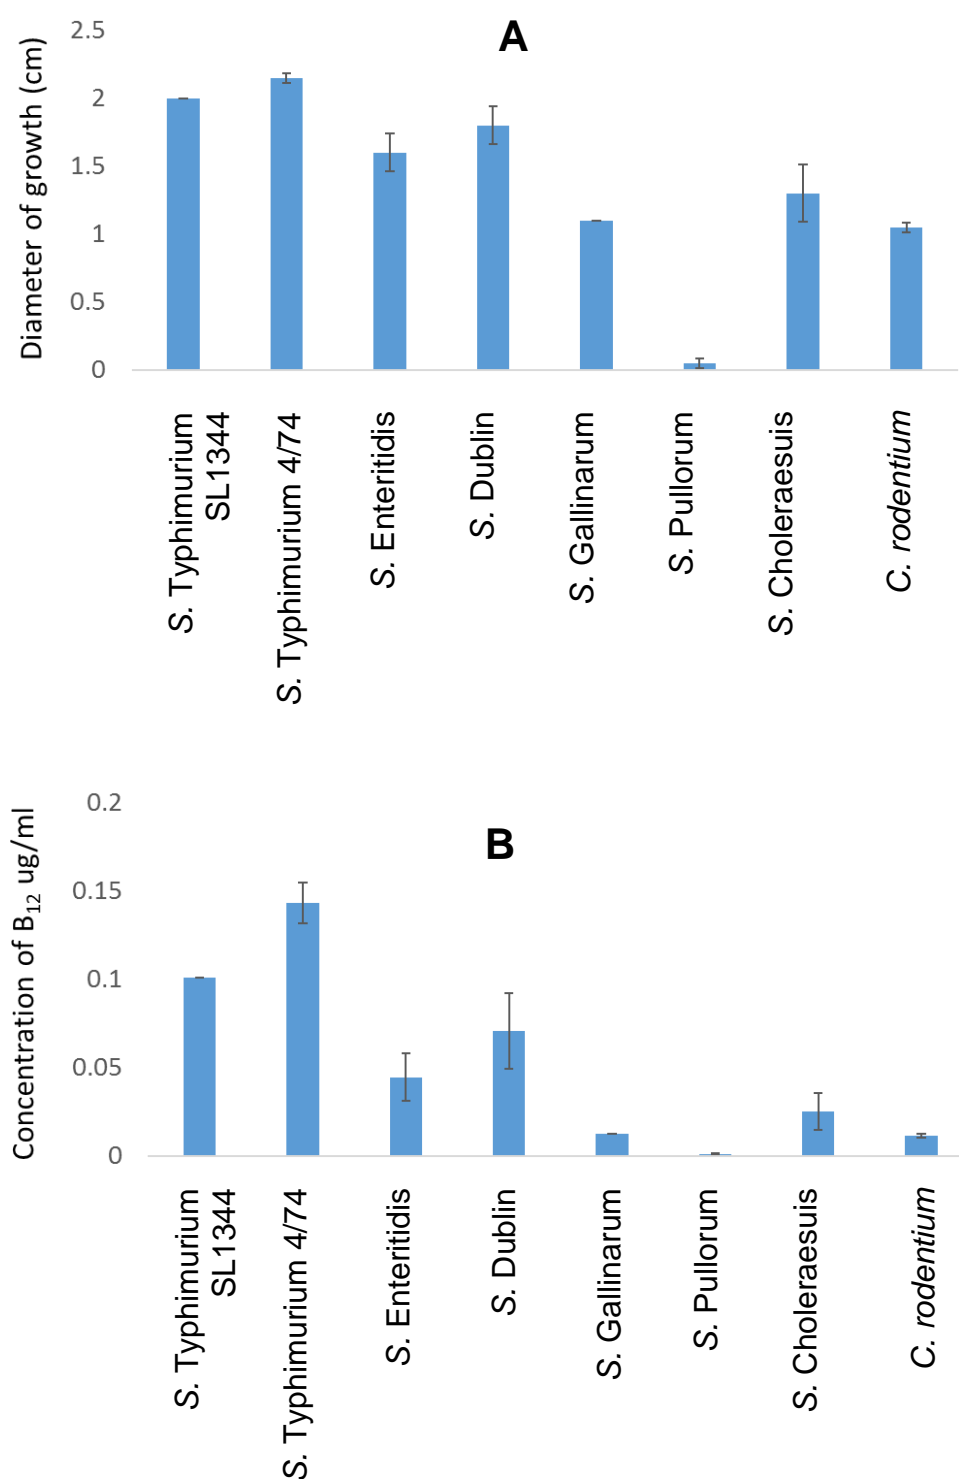 A
Diameter of growth (cm)
2.5
2
1.5
1
0.5
0
S. Typhimurium
SL1344
S. Typhimurium 4/74
S. Enteritidis
S. Dublin
S. Gallinarum
S. Pullorum
S. Choleraesuis
C. rodentium
B
Concentration of B₁₂ ug/ml
0.2
0.15
0.1
0.05
0
S. Typhimurium
SL1344
S. Typhimurium 4/74
S. Enteritidis
S. Dublin
S. Gallinarum
S. Pullorum
S. Choleraesuis
C. rodentium